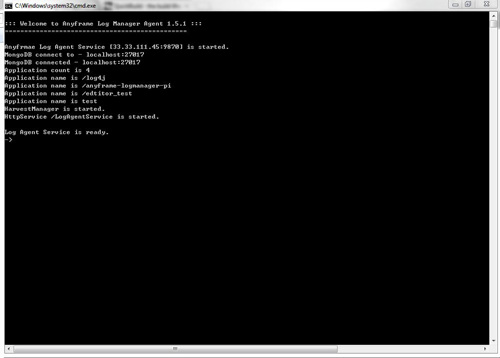 C:\Windows\system32\cmd.exe
::: Welcome to Anyframe Log Manager Agent 1.5.1 :::
===============================================
Anyframe Log Agent Service [33.33.111.45:9870] is started.
MongoDB connect to - localhost:27017
MongoDB connected - localhost:27017
Application count is 4
Application name is /log4j
Application name is /anyframe-logmanager-pi
Application name is /edtitor_test
Application name is test
HarvestManager is started.
HttpService /LogAgentService is started.
Log Agent Service is ready.
->